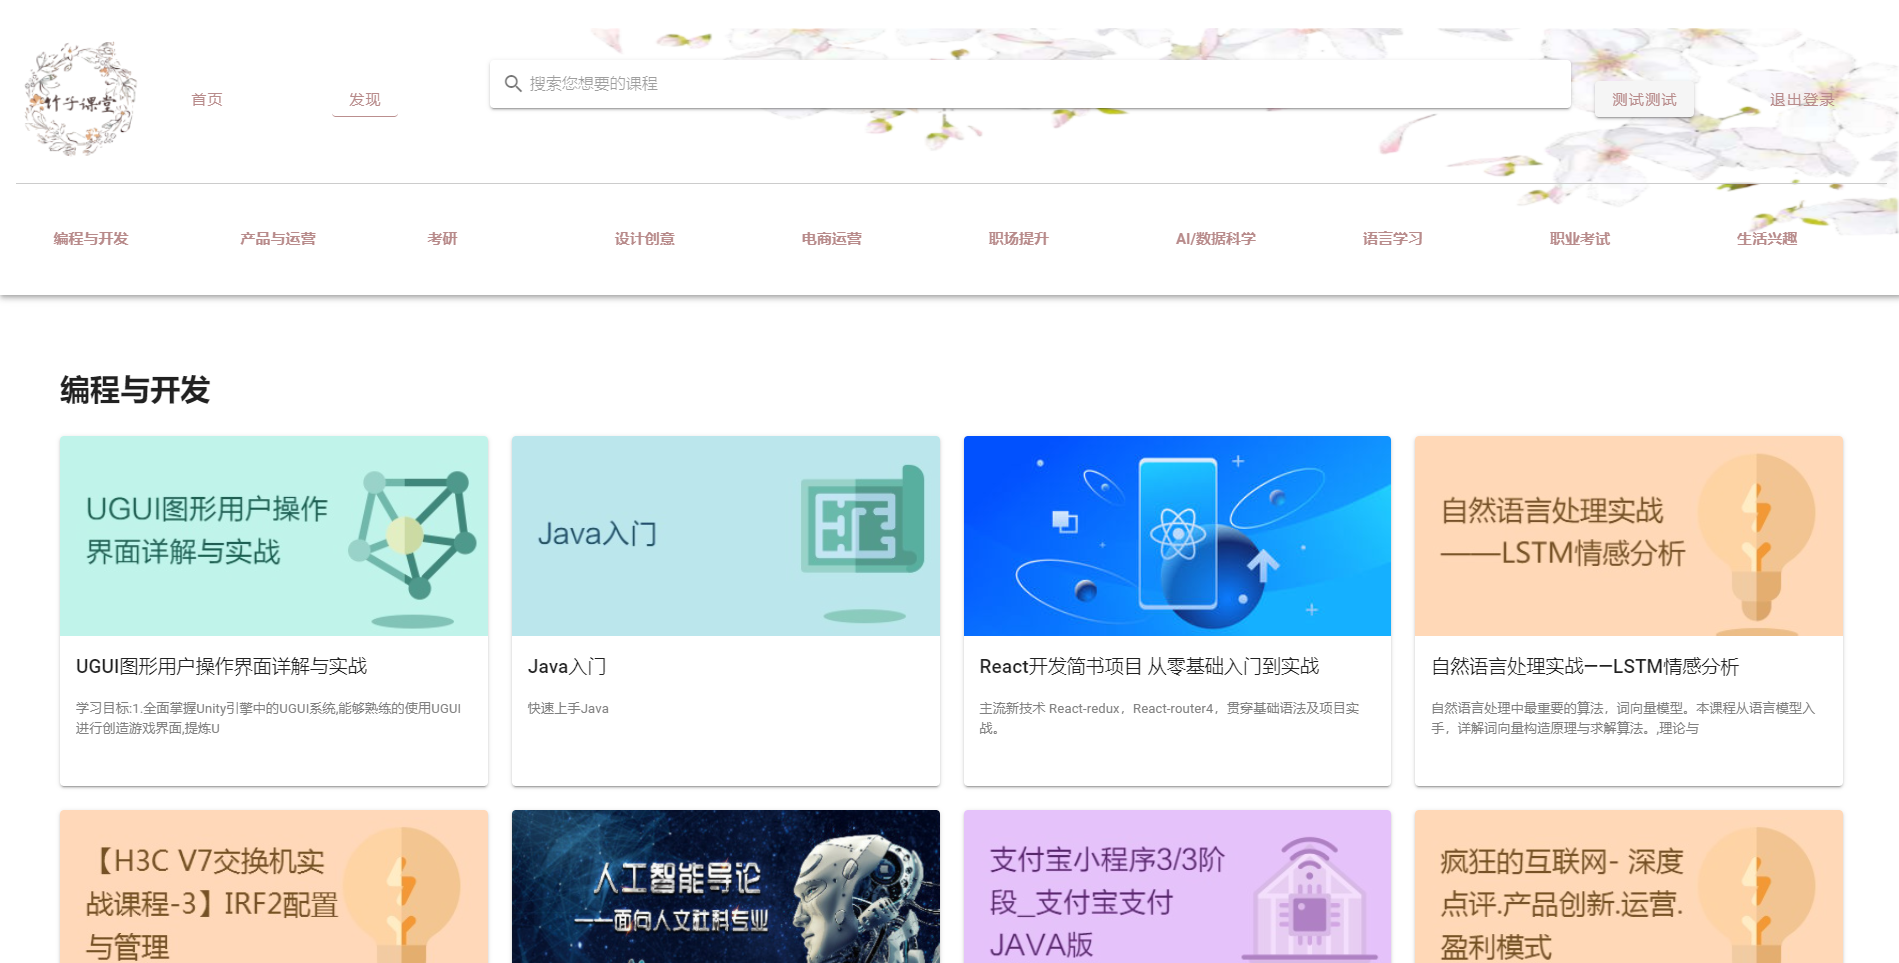 竹子课堂
首页
发现
搜索您想要的课程
测试测试
退出登录
编程与开发
产品与运营
考研
设计创意
电商运营
职场提升
AI/数据科学
语言学习
职业考试
生活兴趣
编程与开发
UGUI图形用户操作
界面详解与实战
Java入门
自然语言处理实战
——LSTM情感分析
UGUI图形用户操作界面详解与实战
学习目标:1.全面掌握Unity引擎中的UGUI系统,能够熟练的使用UGUI
进行创造游戏界面,提炼U
Java入门
快速上手Java
React开发简书项目 从零基础入门到实战
主流新技术 React-redux，React-router4，贯穿基础语法及项目实
战。
自然语言处理实战——LSTM情感分析
自然语言处理中最重要的算法，词向量模型。本课程从语言模型入
手，详解词向量构造原理与求解算法。,理论与
【H3C V7交换机实
战课程-3】IRF2配置
与管理
人工智能导论
——面向人文社科专业
支付宝小程序3/3阶
段_支付宝支付
JAVA版
疯狂的互联网- 深度
点评.产品创新.运营.
盈利模式